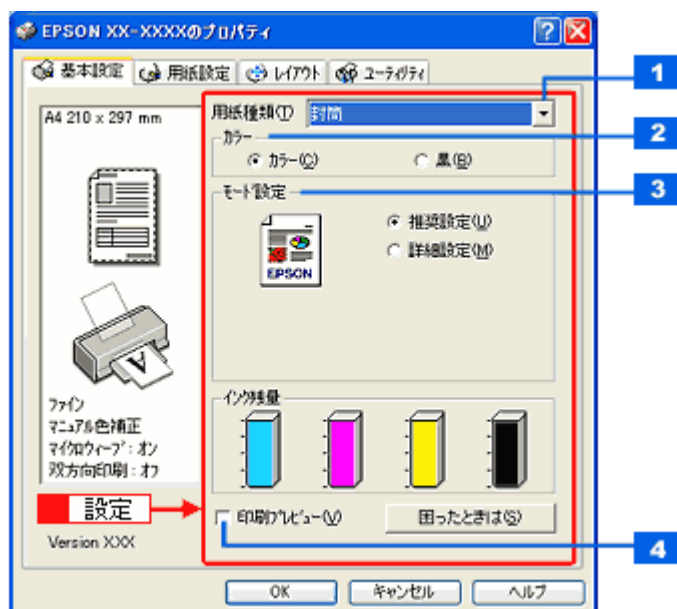 EPSON XX-XXXXのプロパティ
基本設定 用紙設定 レイアウト ユーティリティ
A4 210 x 297 mm
用紙種類(T) 封筒
カラー
カラー(C) 黒(B)
モード設定
推奨設定(U)
詳細設定(M)
EPSON
A
ファイン
マニュアル色補正
マイクロウィーブ：オン
双方向印刷：オフ
インク残量
設定
印刷プレビュー(V) 困ったときは(S)
Version XXX
OK キャンセル ヘルプ
1
2
3
4